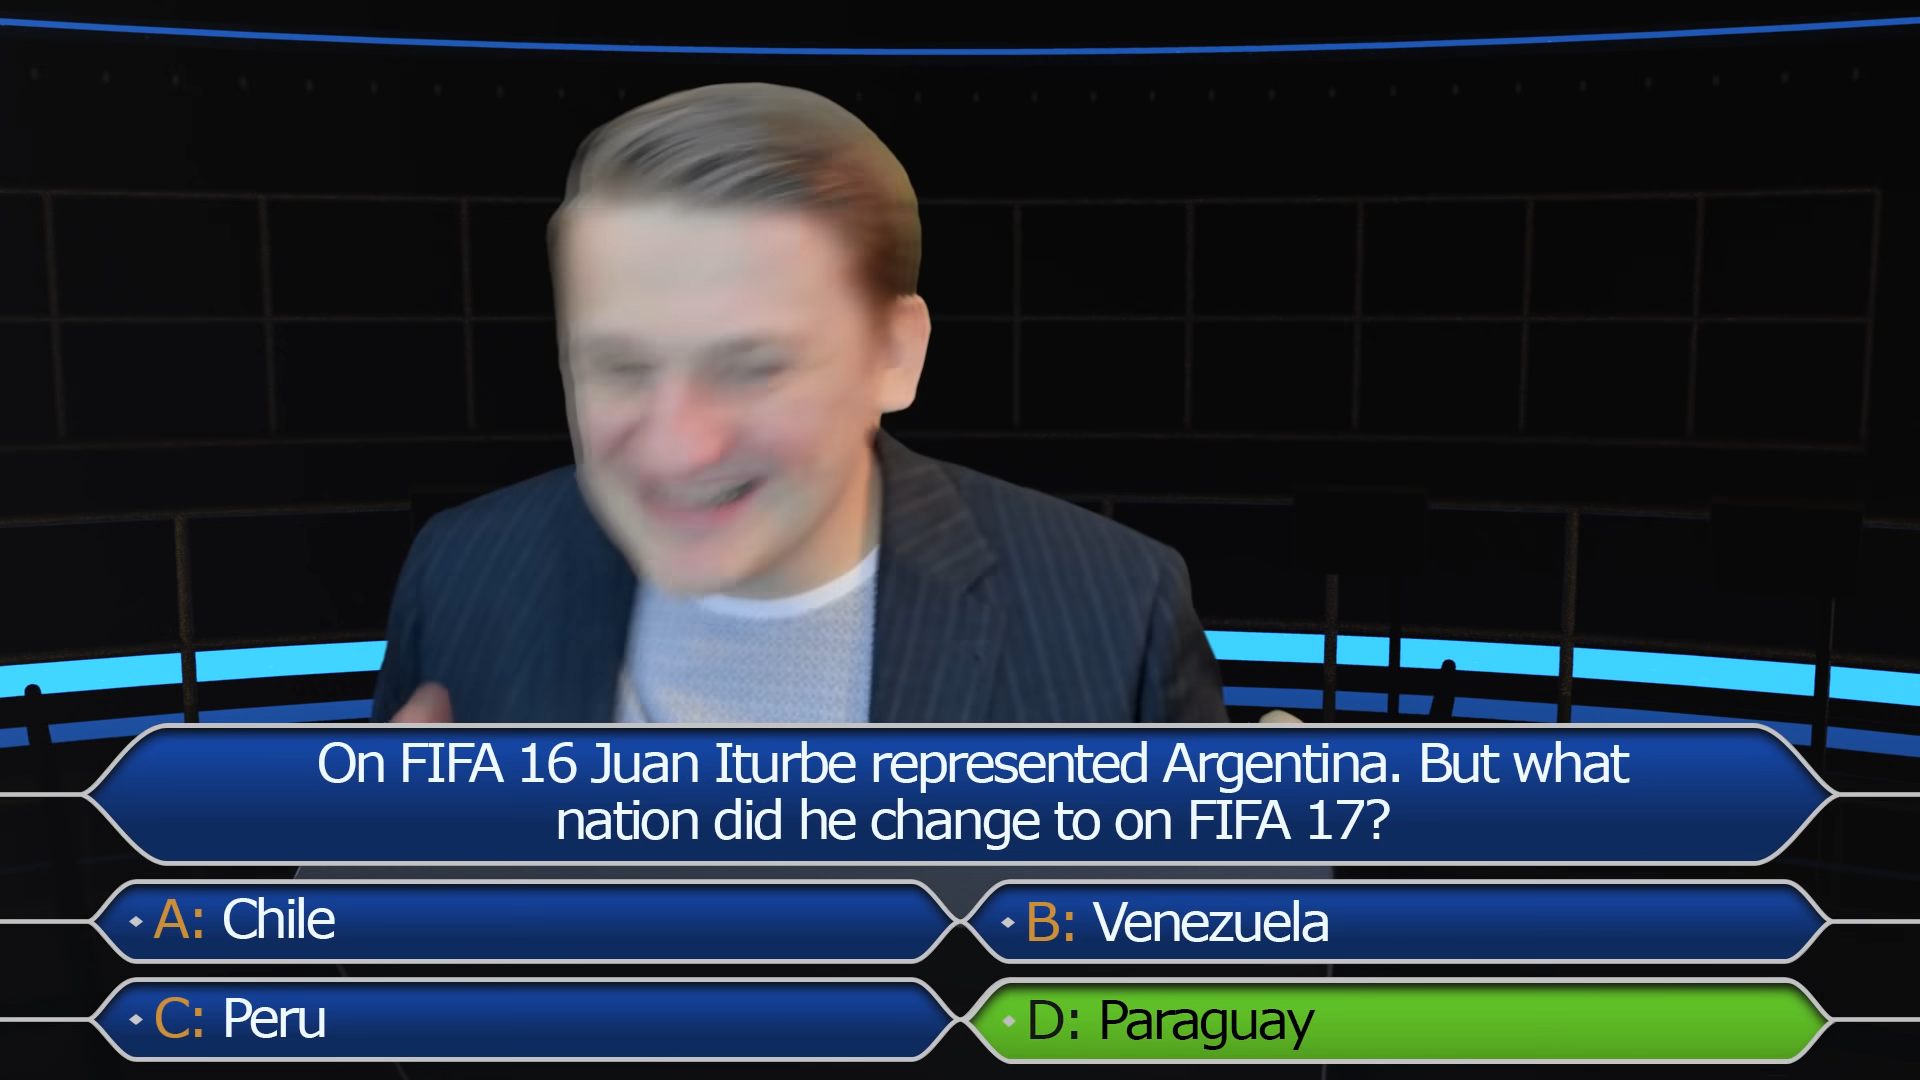 On FIFA 16 Juan Iturbe represented Argentina. But what
nation did he change to on FIFA 17?
A: Chile
B: Venezuela
C: Peru
D: Paraguay